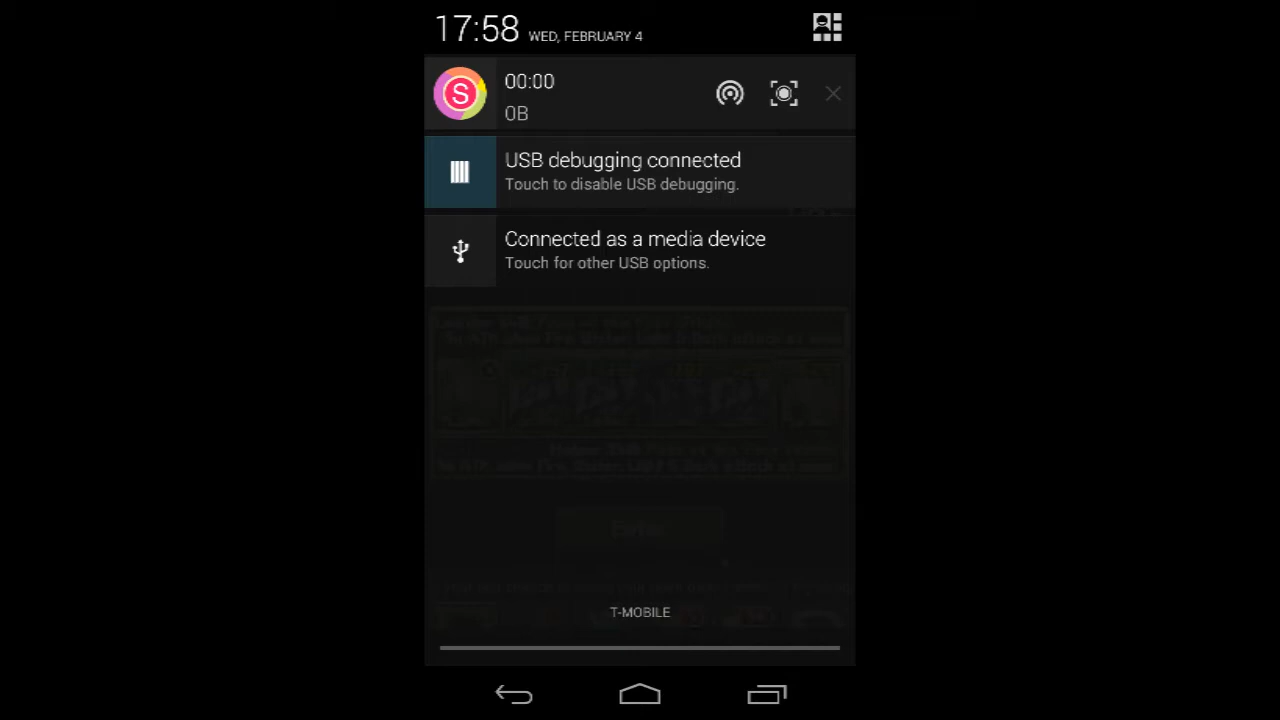 17:58 WED, FEBRUARY 4
S
00:00
0B
USB debugging connected
Touch to disable USB debugging.
Connected as a media device
Touch for other USB options.
Enter
T-MOBILE